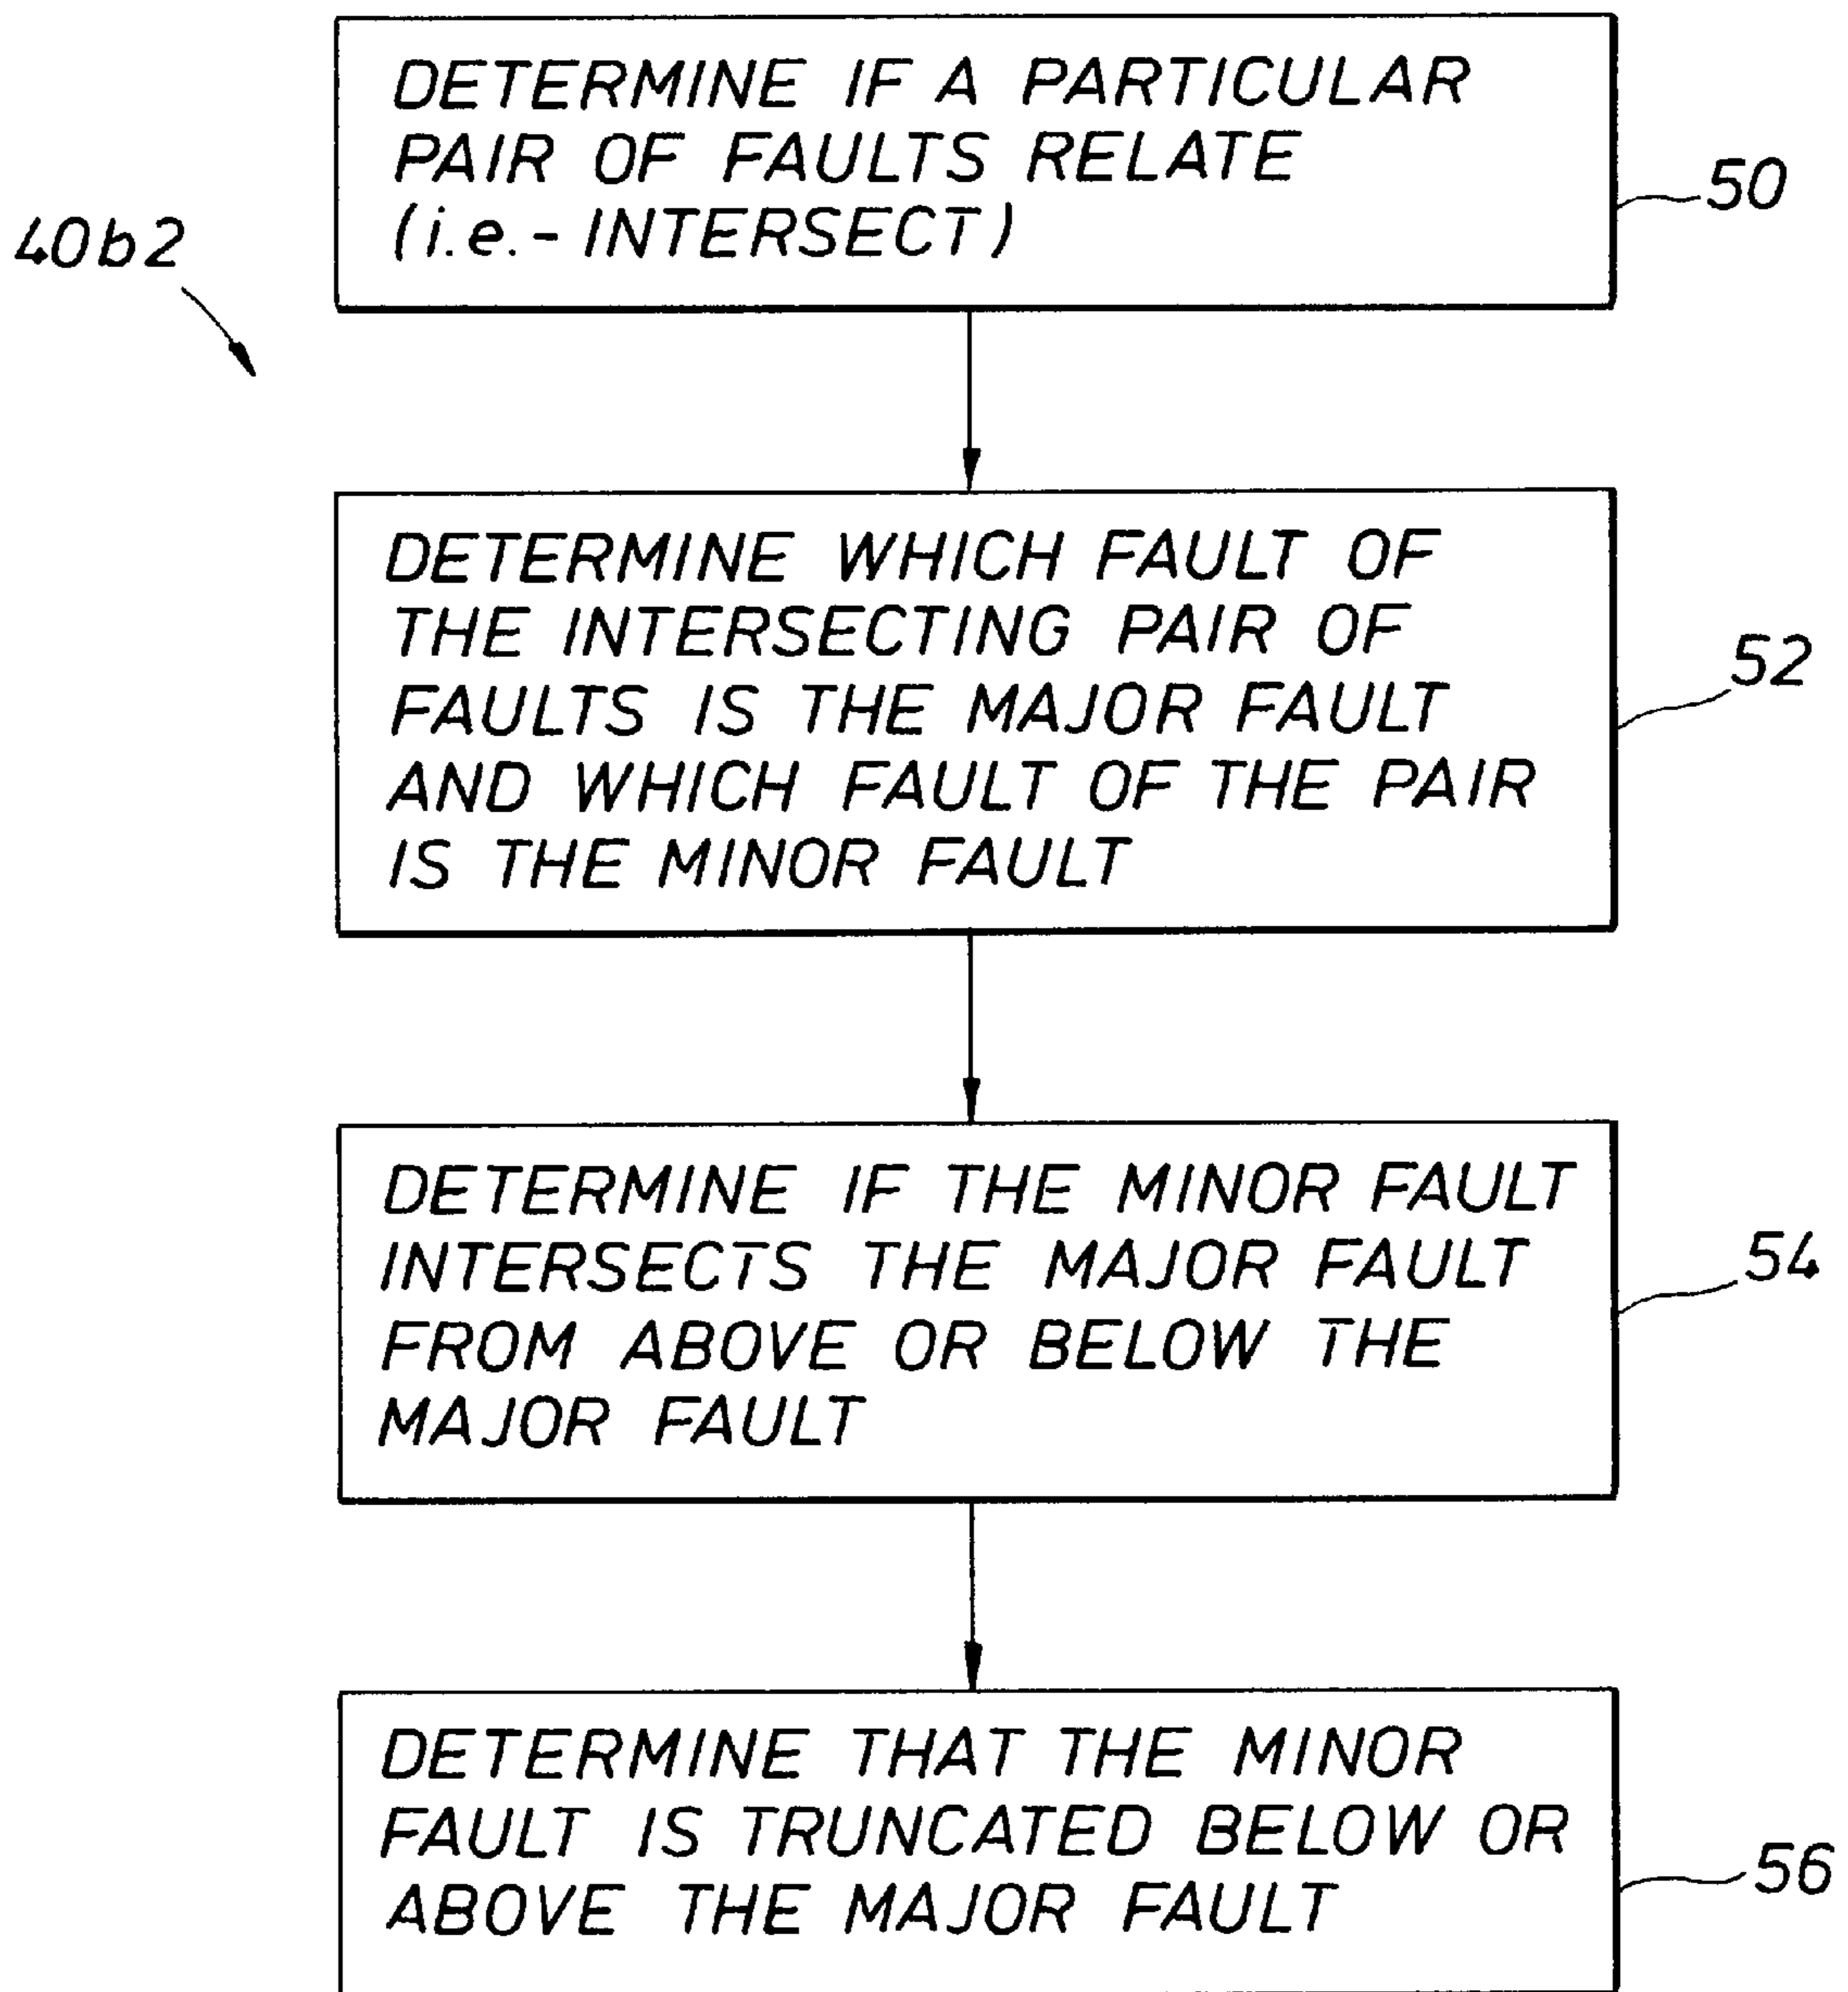 DETERMINE IF A PARTICULAR
PAIR OF FAULTS RELATE
(i.e.- INTERSECT)
50
40b2
DETERMINE WHICH FAULT OF
THE INTERSECTING PAIR OF
FAULTS IS THE MAJOR FAULT
AND WHICH FAULT OF THE PAIR
IS THE MINOR FAULT
52
DETERMINE IF THE MINOR FAULT
INTERSECTS THE MAJOR FAULT
FROM ABOVE OR BELOW THE
MAJOR FAULT
54
DETERMINE THAT THE MINOR
FAULT IS TRUNCATED BELOW OR
ABOVE THE MAJOR FAULT
56